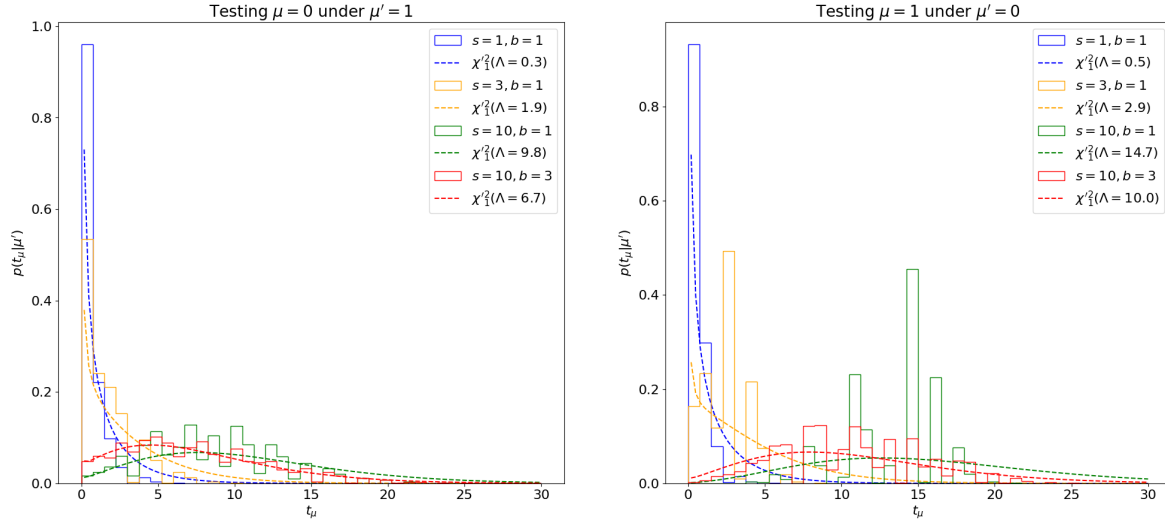 Testing μ = 0 under μ′ = 1
p(t_μ|μ′)
1.0
0.8
0.6
0.4
0.2
0.0
0 5 10 15 20 25 30
t_μ
s = 1, b = 1
χ′²₁(Λ = 0.3)
s = 3, b = 1
χ′²₁(Λ = 1.9)
s = 10, b = 1
χ′²₁(Λ = 9.8)
s = 10, b = 3
χ′²₁(Λ = 6.7)
Testing μ = 1 under μ′ = 0
p(t_μ|μ′)
0.8
0.6
0.4
0.2
0.0
0 5 10 15 20 25 30
t_μ
s = 1, b = 1
χ′²₁(Λ = 0.5)
s = 3, b = 1
χ′²₁(Λ = 2.9)
s = 10, b = 1
χ′²₁(Λ = 14.7)
s = 10, b = 3
χ′²₁(Λ = 10.0)